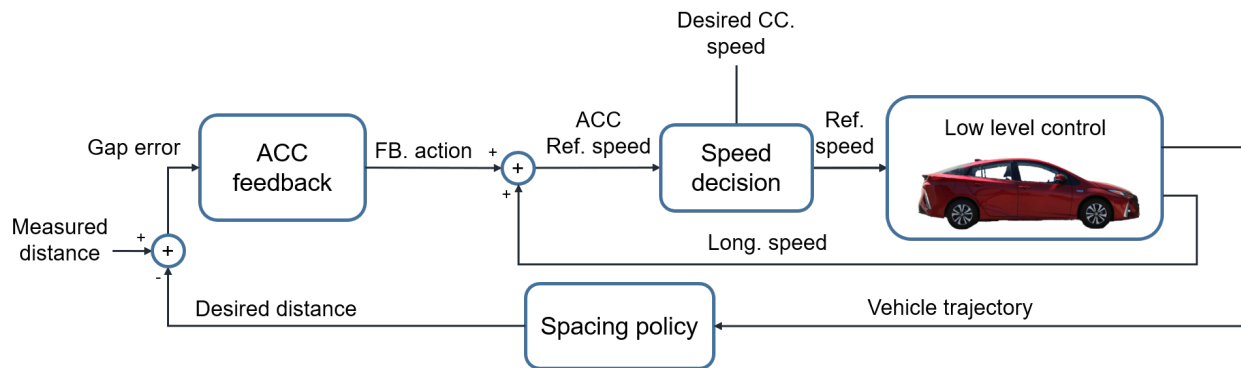 Desired CC.
speed
Gap error
ACC
feedback
FB. action
+
+
+
ACC
Ref. speed
Speed
decision
Ref.
speed
Low level control
Measured
distance
+
+
-
Long. speed
Desired distance
Spacing policy
Vehicle trajectory